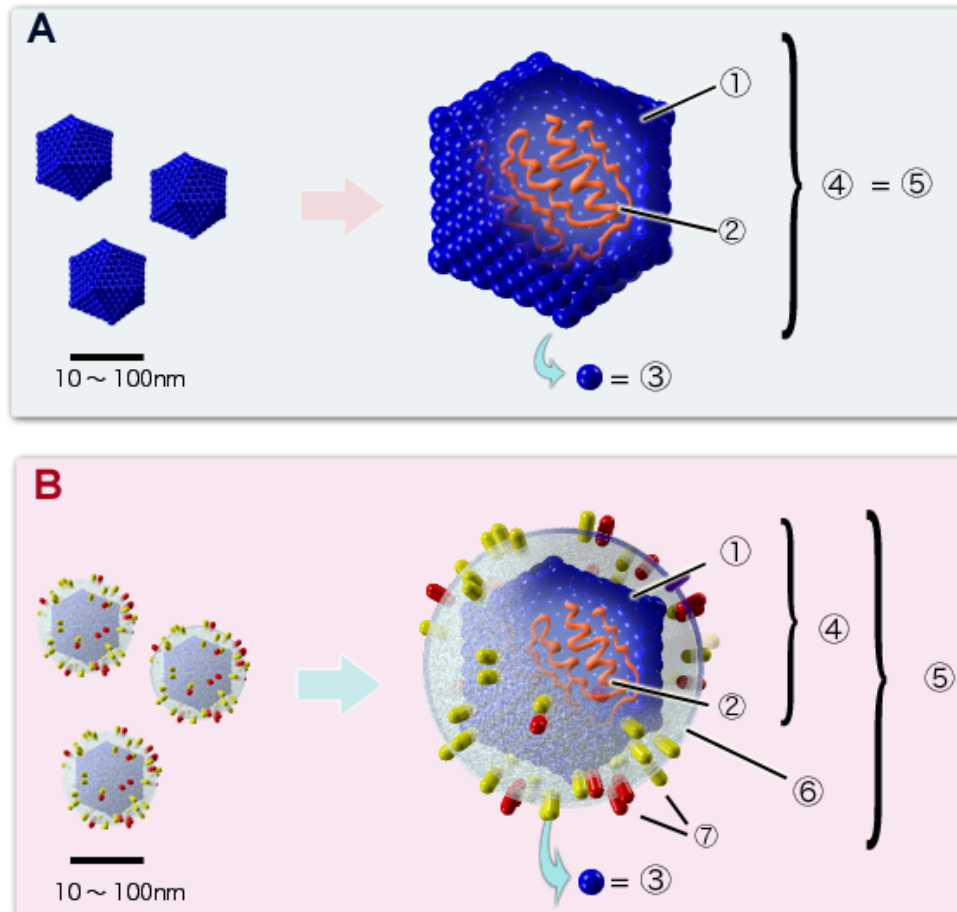 A
①
④ = ⑤
②
10～100nm
= ③
B
①
④
⑤
②
⑥
⑦
10～100nm
= ③